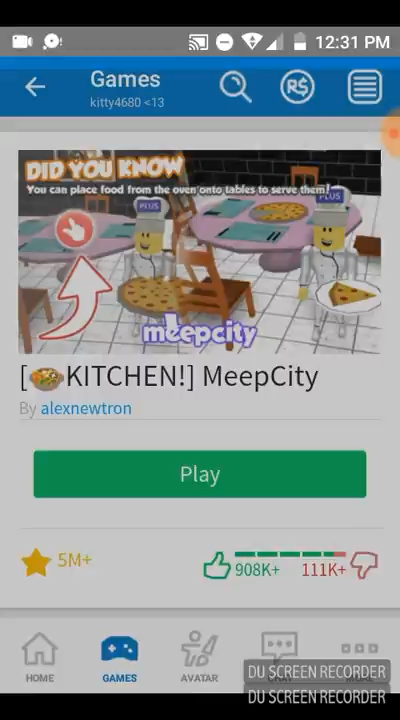 12:31 PM
Games
kitty4680 <13
R$
DID YOU KNOW
You can place food from the oven onto tables to serve them!
PLUS
PLUS
meepcity
[🥘KITCHEN!] MeepCity
By alexnewtron
Play
5M+
908K+
111K+
HOME
GAMES
AVATAR
DU SCREEN RECORDER
DU SCREEN RECORDER